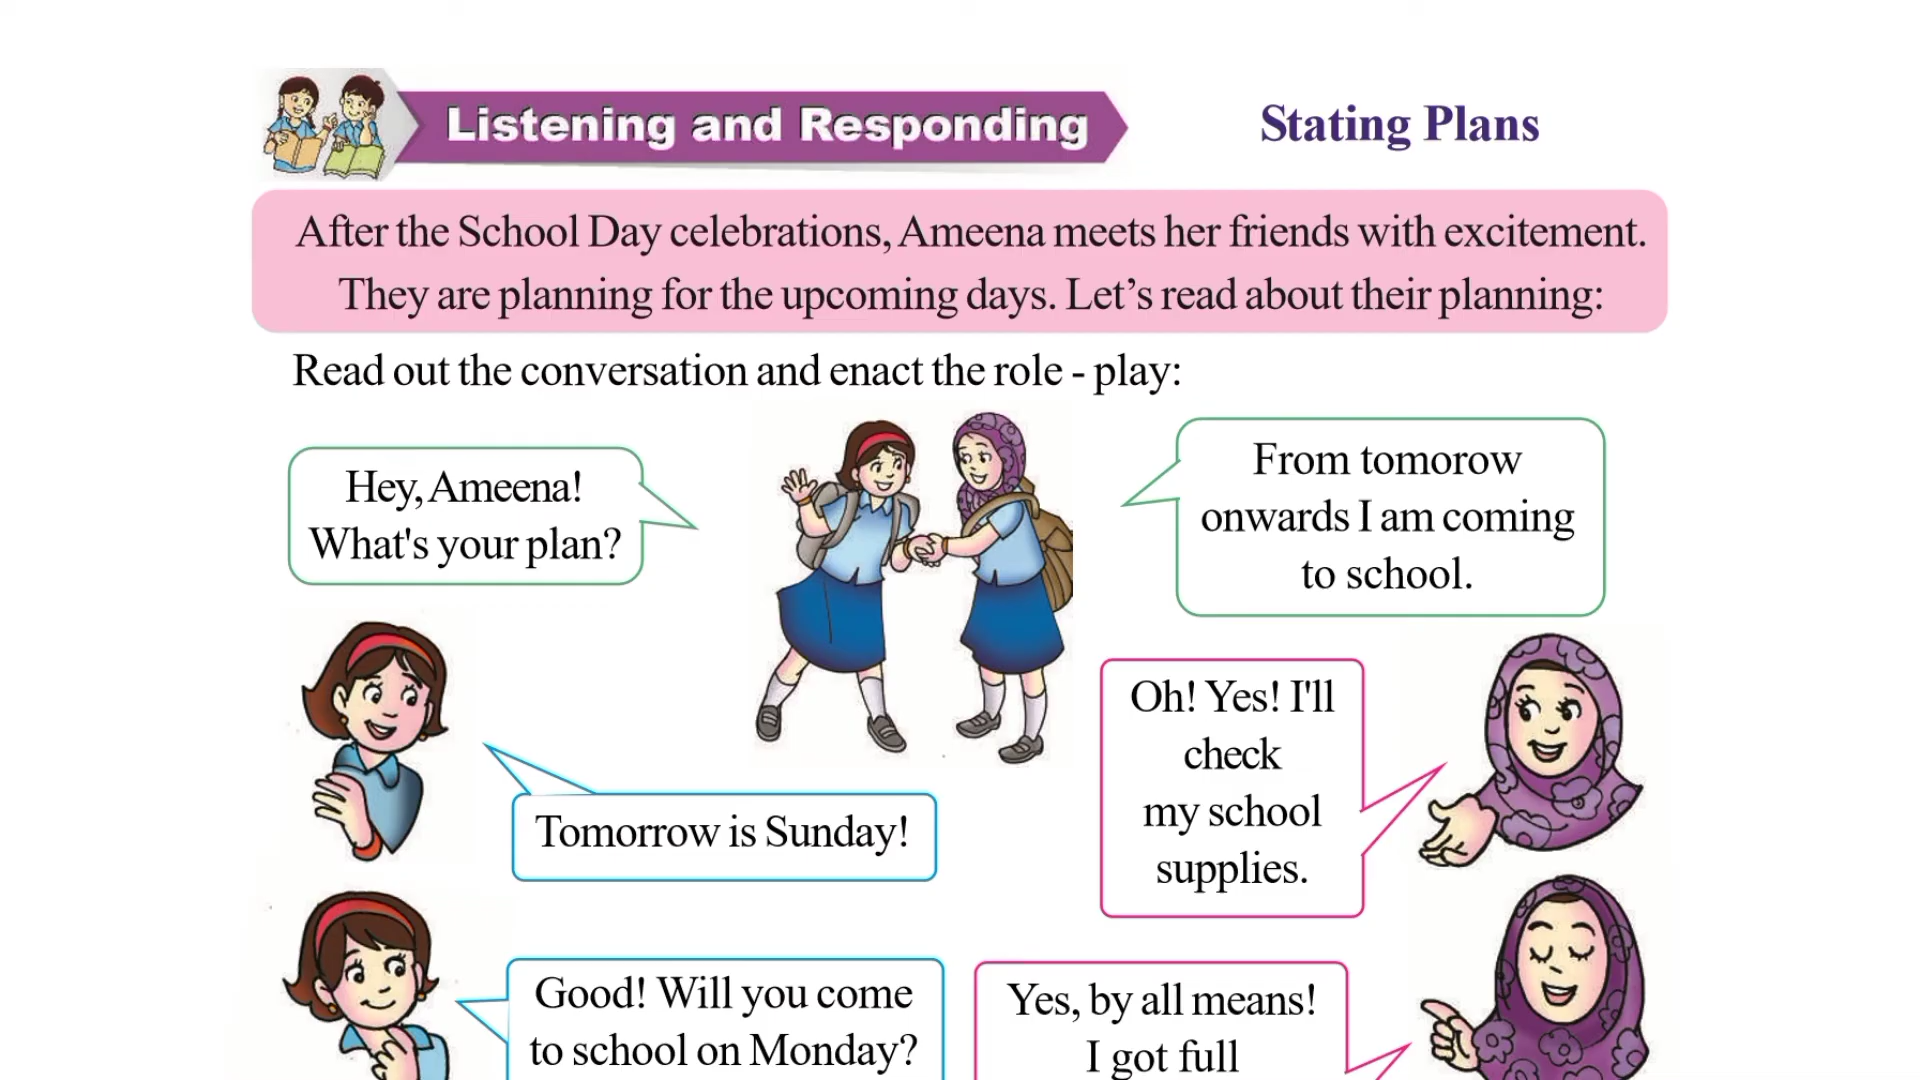 Listening and Responding
Stating Plans
After the School Day celebrations, Ameena meets her friends with excitement.
They are planning for the upcoming days. Let’s read about their planning:
Read out the conversation and enact the role - play:
Hey, Ameena!
What's your plan?
From tomorow
onwards I am coming
to school.
Tomorrow is Sunday!
Oh! Yes! I'll
check
my school
supplies.
Good! Will you come
to school on Monday?
Yes, by all means!
I got full